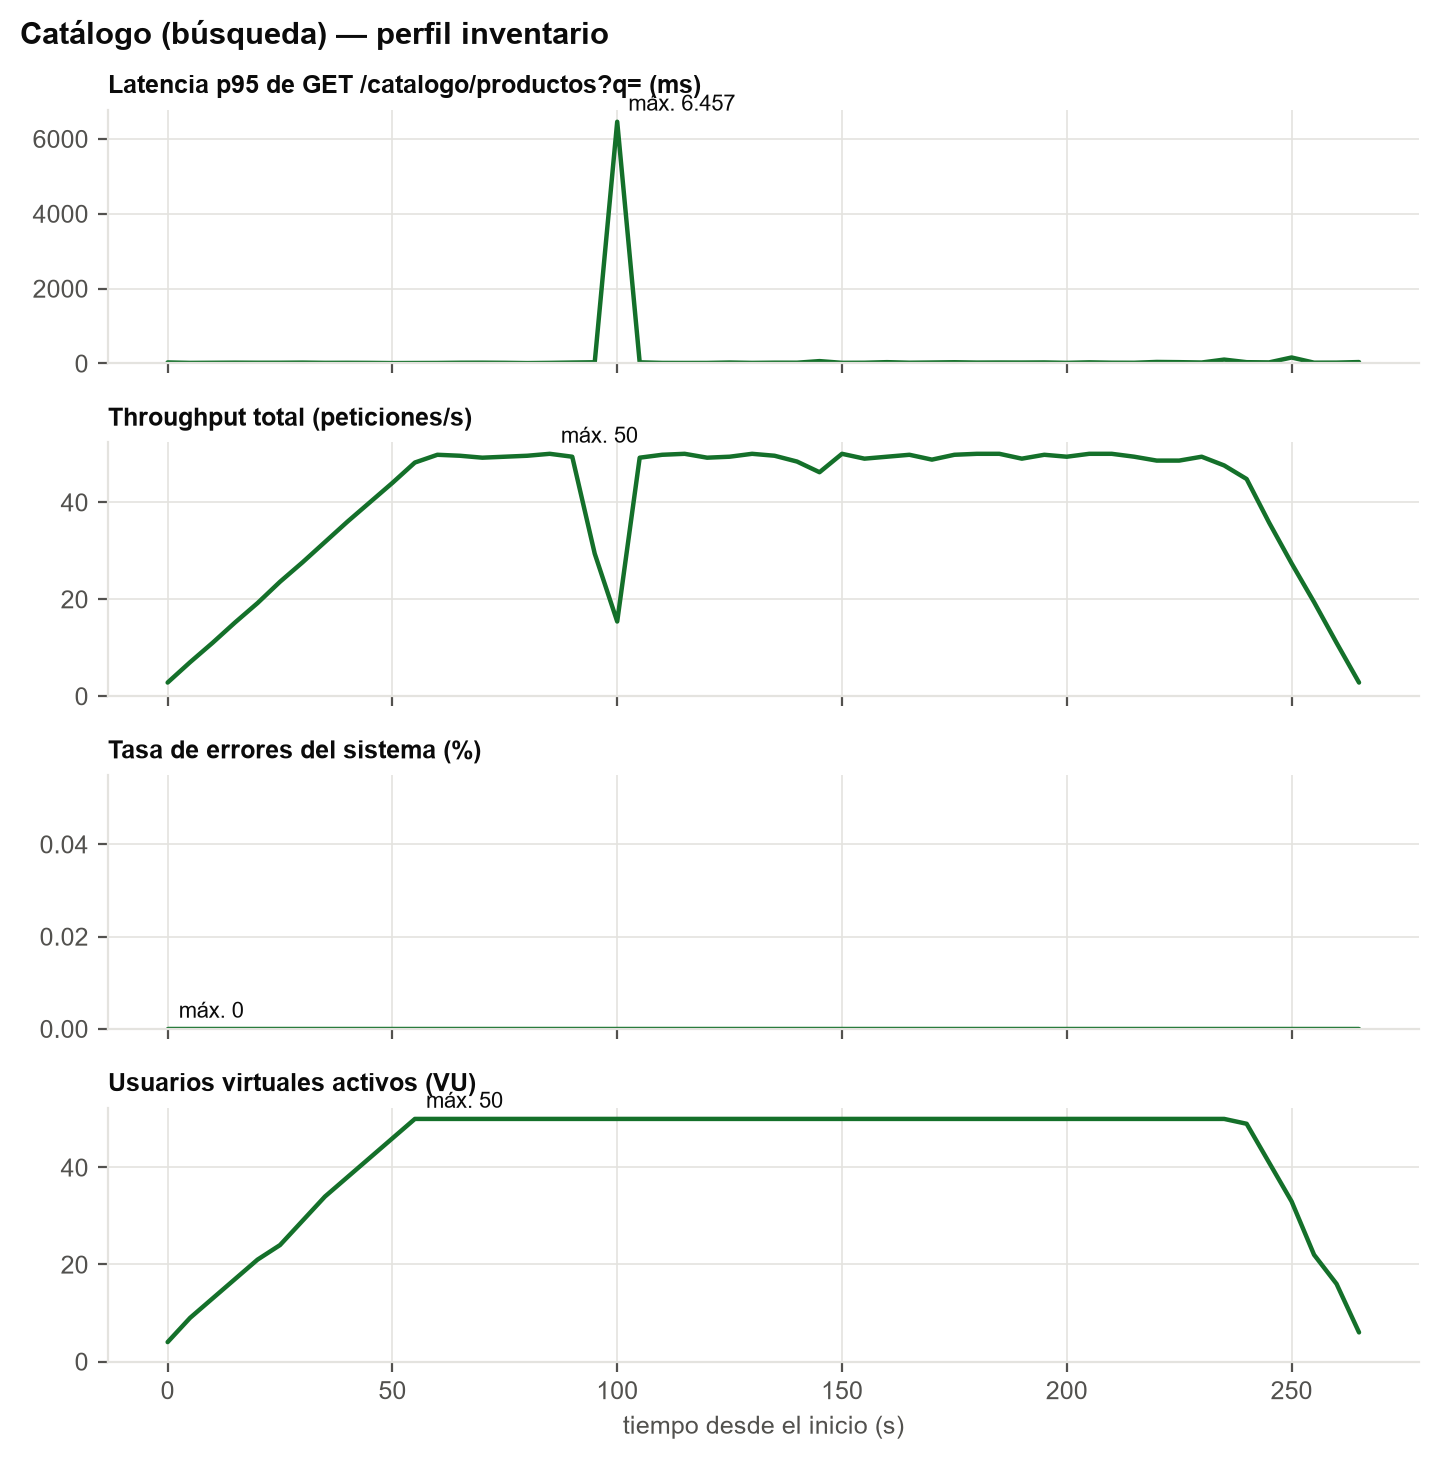 Catálogo (búsqueda) — perfil inventario
Latencia p95 de GET /catalogo/productos?q= (ms)
máx. 6.457
6000
4000
2000
0
Throughput total (peticiones/s)
máx. 50
40
20
0
Tasa de errores del sistema (%)
0.04
0.02
máx. 0
0.00
Usuarios virtuales activos (VU)
máx. 50
40
20
0
0 50 100 150 200 250
tiempo desde el inicio (s)